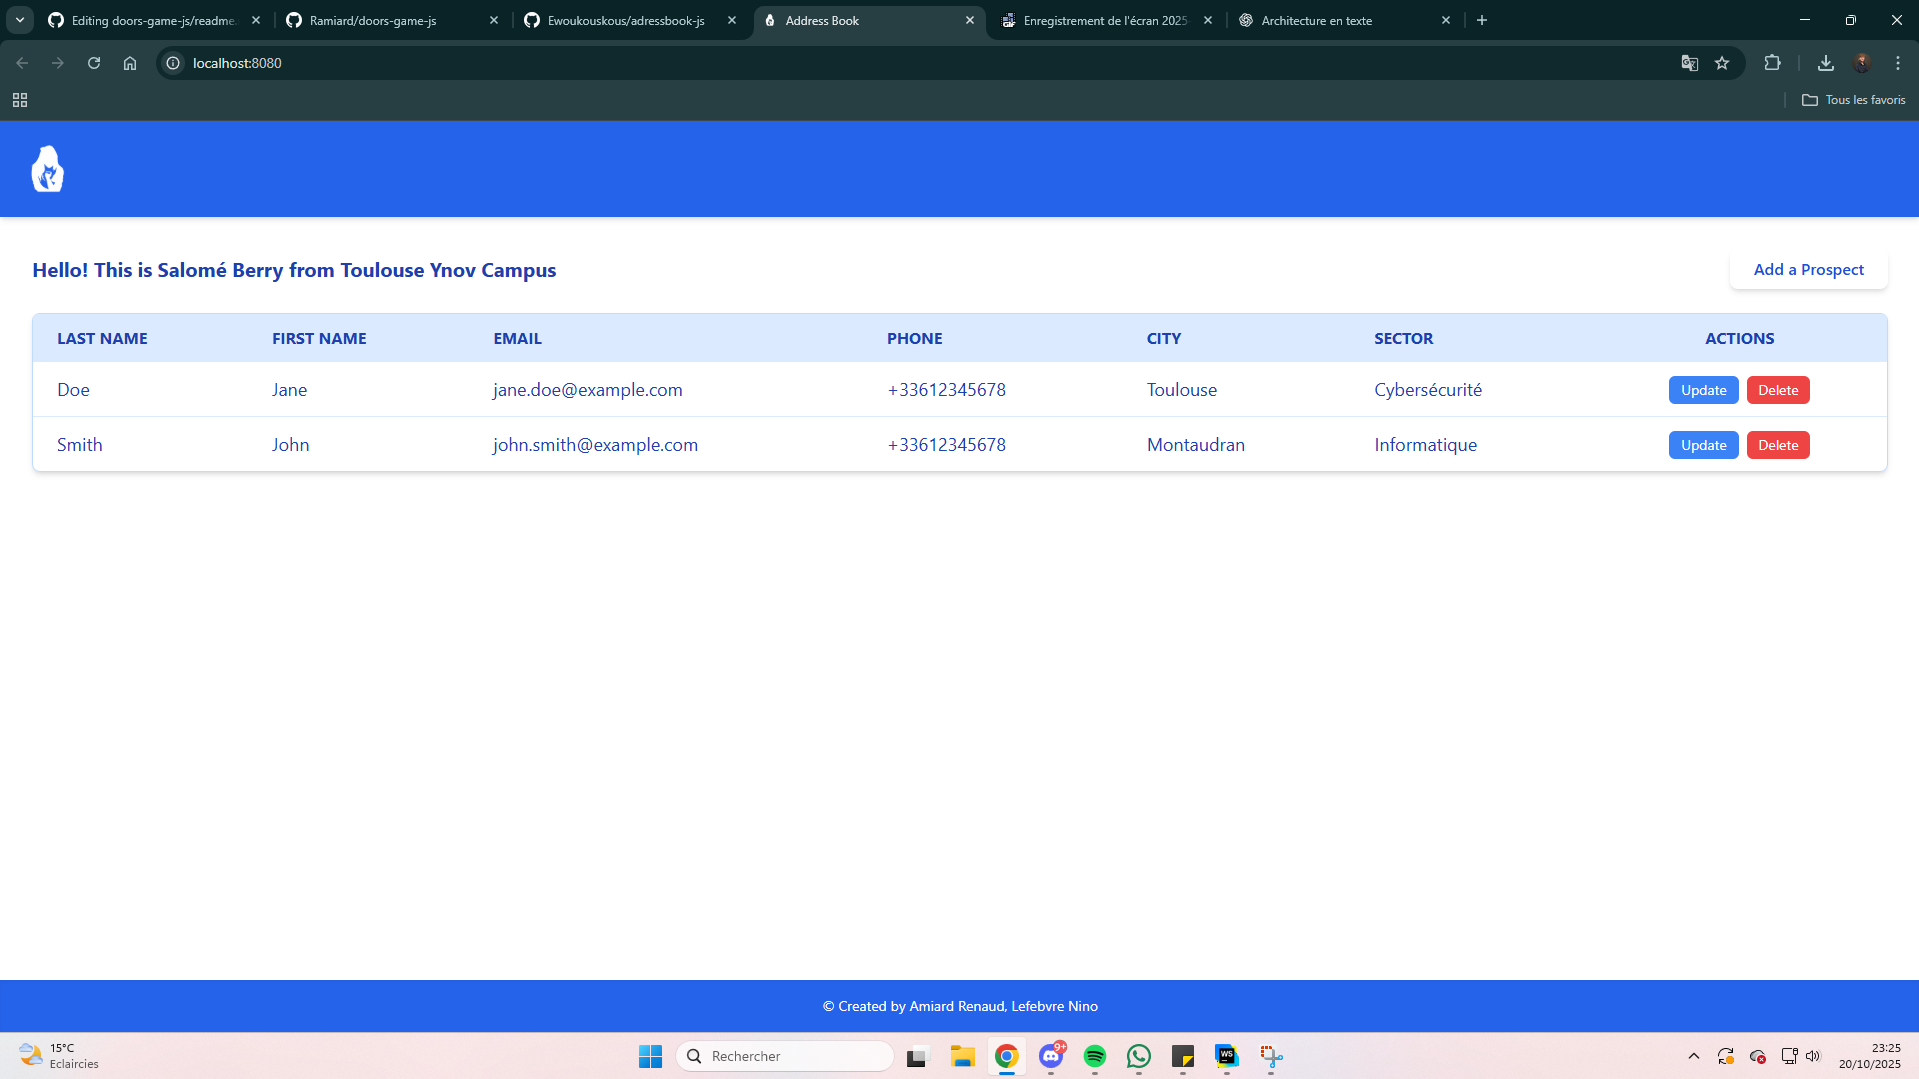 Editing doors-game-js/readme.
Ramiard/doors-game-js
Ewoukouskous/adressbook-js
Address Book
Enregistrement de l'écran 2025-
Architecture en texte
localhost:8080
Tous les favoris
Hello! This is Salomé Berry from Toulouse Ynov Campus
Add a Prospect
LAST NAME FIRST NAME EMAIL PHONE CITY SECTOR ACTIONS
Doe Jane jane.doe@example.com +33612345678 Toulouse Cybersécurité Update Delete
Smith John john.smith@example.com +33612345678 Montaudran Informatique Update Delete
© Created by Amiard Renaud, Lefebvre Nino
15°C
Eclaircies
Rechercher
9+
WS
23:25
20/10/2025